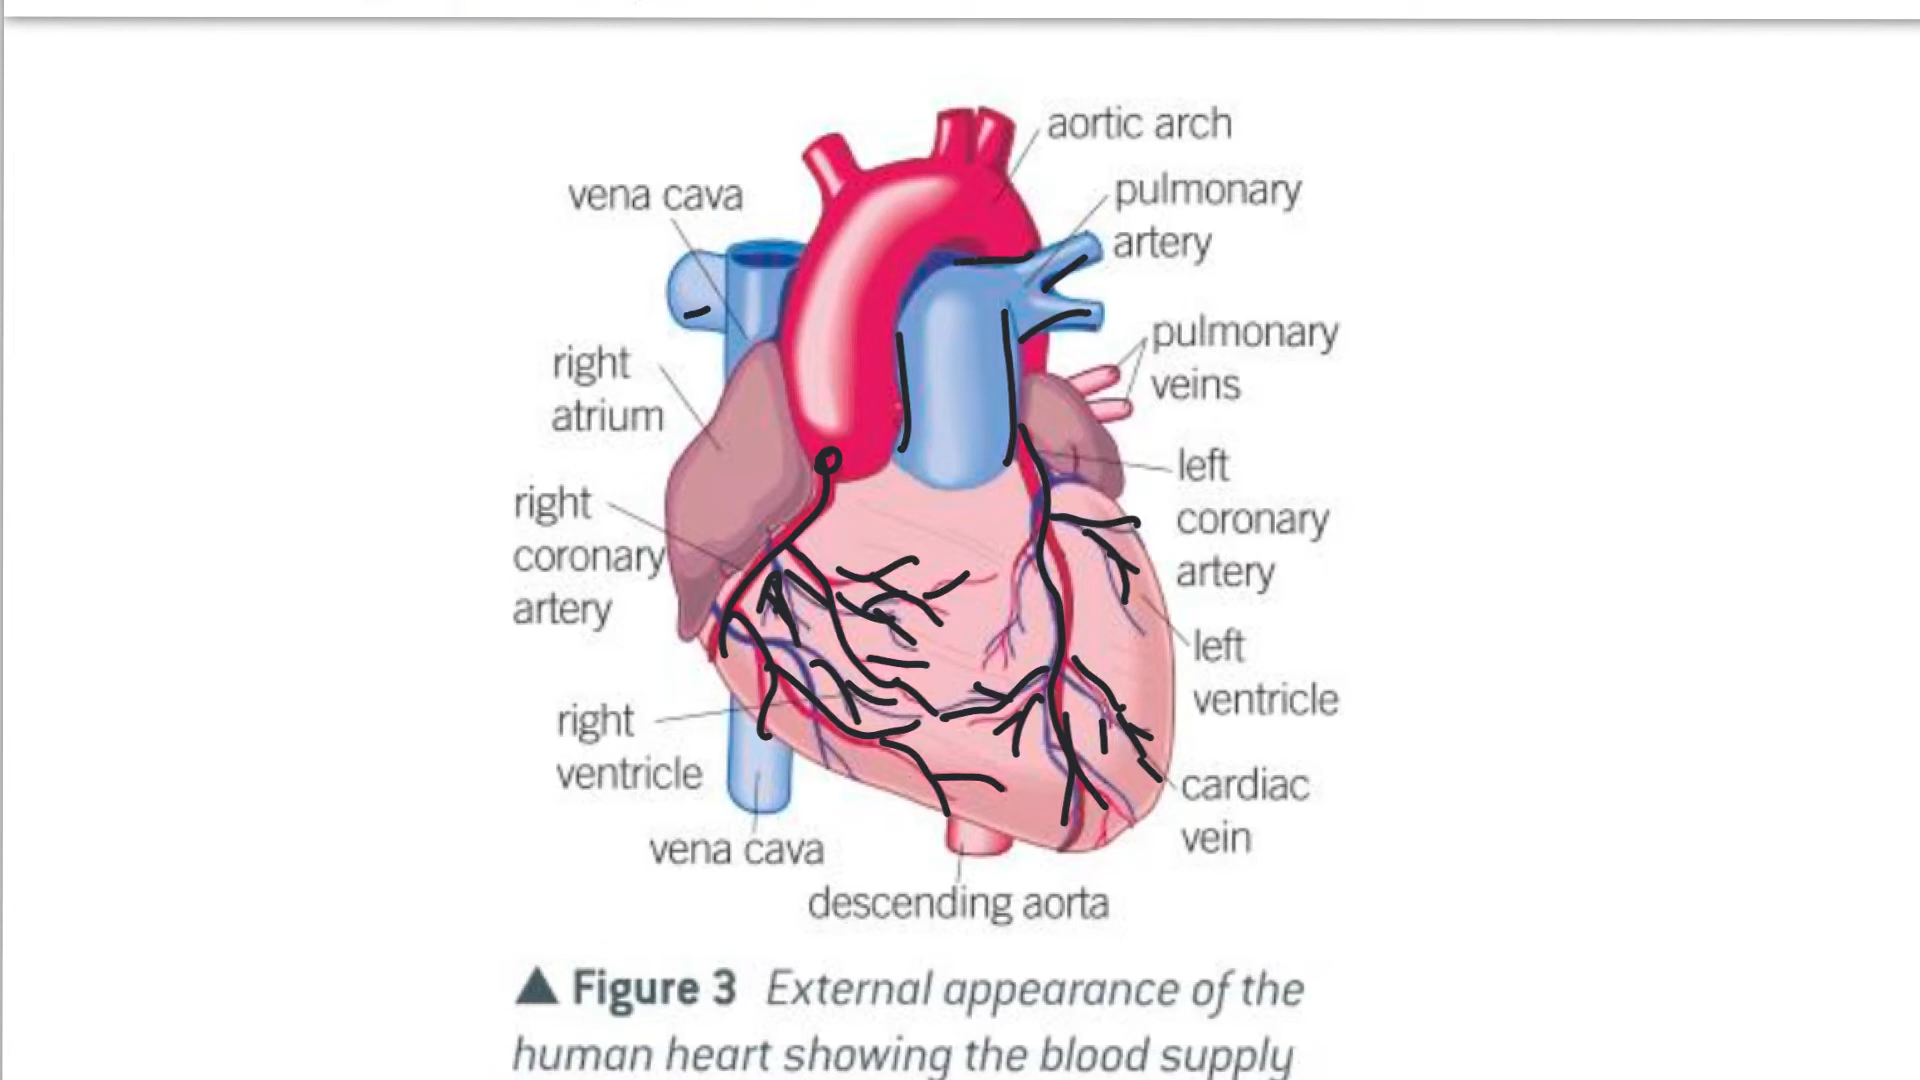 aortic arch
pulmonary
artery
vena cava
pulmonary
veins
right
atrium
left
coronary
artery
right
coronary
artery
left
ventricle
right
ventricle
cardiac
vein
vena cava
descending aorta
▲ Figure 3 External appearance of the
human heart showing the blood supply